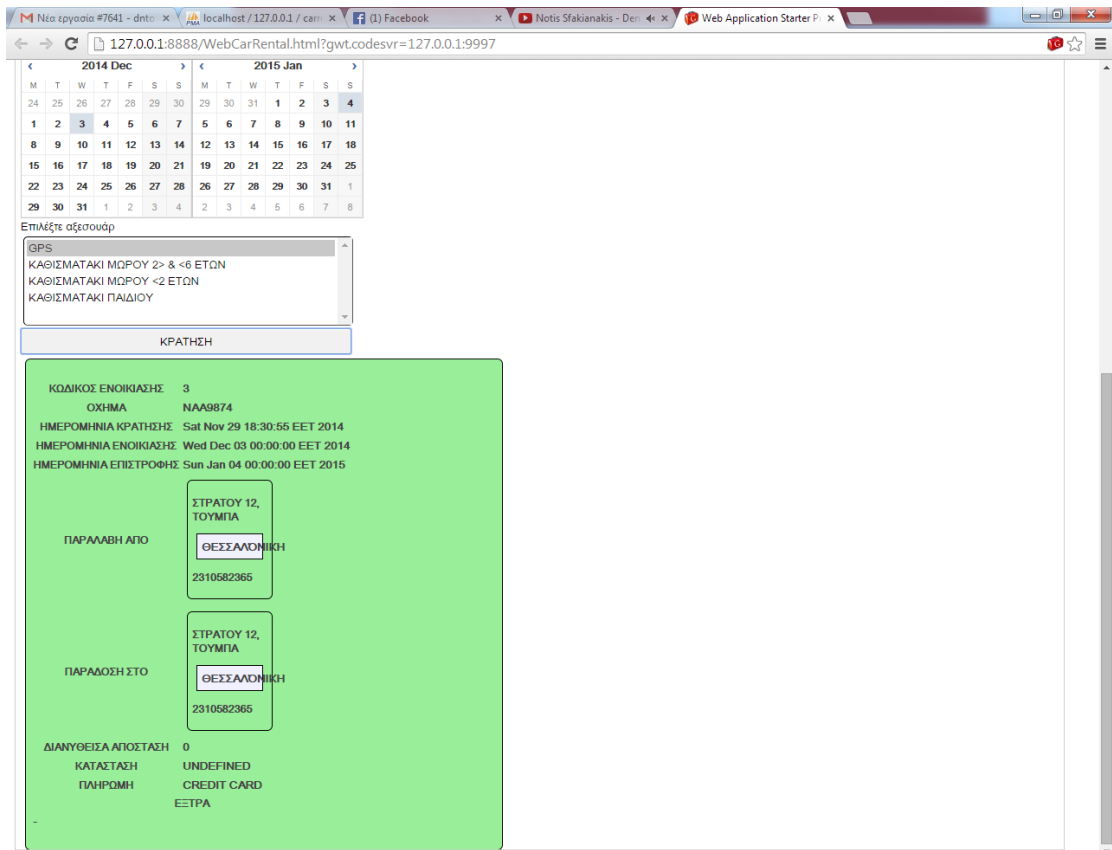 Νέα εργασία #7641 - dnto
localhost / 127.0.0.1 / carr
(1) Facebook
Notis Sfakianakis - Den
Web Application Starter P
127.0.0.1:8888/WebCarRental.html?gwt.codesvr=127.0.0.1:9997
‹ 2014 Dec › ‹ 2015 Jan ›
M T W T F S S M T W T F S S
24 25 26 27 28 29 30 29 30 31 1 2 3 4
1 2 3 4 5 6 7 5 6 7 8 9 10 11
8 9 10 11 12 13 14 12 13 14 15 16 17 18
15 16 17 18 19 20 21 19 20 21 22 23 24 25
22 23 24 25 26 27 28 26 27 28 29 30 31 1
29 30 31 1 2 3 4 2 3 4 5 6 7 8
Επιλέξτε αξεσουάρ
GPS
ΚΑΘΙΣΜΑΤΑΚΙ ΜΩΡΟΥ 2> & <6 ΕΤΩΝ
ΚΑΘΙΣΜΑΤΑΚΙ ΜΩΡΟΥ <2 ΕΤΩΝ
ΚΑΘΙΣΜΑΤΑΚΙ ΠΑΙΔΙΟΥ
ΚΡΑΤΗΣΗ
ΚΩΔΙΚΟΣ ΕΝΟΙΚΙΑΣΗΣ 3
ΟΧΗΜΑ ΝΑΑ9874
ΗΜΕΡΟΜΗΝΙΑ ΚΡΑΤΗΣΗΣ Sat Nov 29 18:30:55 EET 2014
ΗΜΕΡΟΜΗΝΙΑ ΕΝΟΙΚΙΑΣΗΣ Wed Dec 03 00:00:00 EET 2014
ΗΜΕΡΟΜΗΝΙΑ ΕΠΙΣΤΡΟΦΗΣ Sun Jan 04 00:00:00 EET 2015
ΣΤΡΑΤΟΥ 12,
ΤΟΥΜΠΑ
ΠΑΡΑΛΑΒΗ ΑΠΟ
ΘΕΣΣΑΛΌΝΙΚΗ
2310582365
ΣΤΡΑΤΟΥ 12,
ΤΟΥΜΠΑ
ΠΑΡΑΔΟΣΗ ΣΤΟ
ΘΕΣΣΑΛΌΝΙΚΗ
2310582365
ΔΙΑΝΥΘΕΙΣΑ ΑΠΟΣΤΑΣΗ 0
ΚΑΤΑΣΤΑΣΗ UNDEFINED
ΠΛΗΡΩΜΗ CREDIT CARD
ΕΞΤΡΑ
-